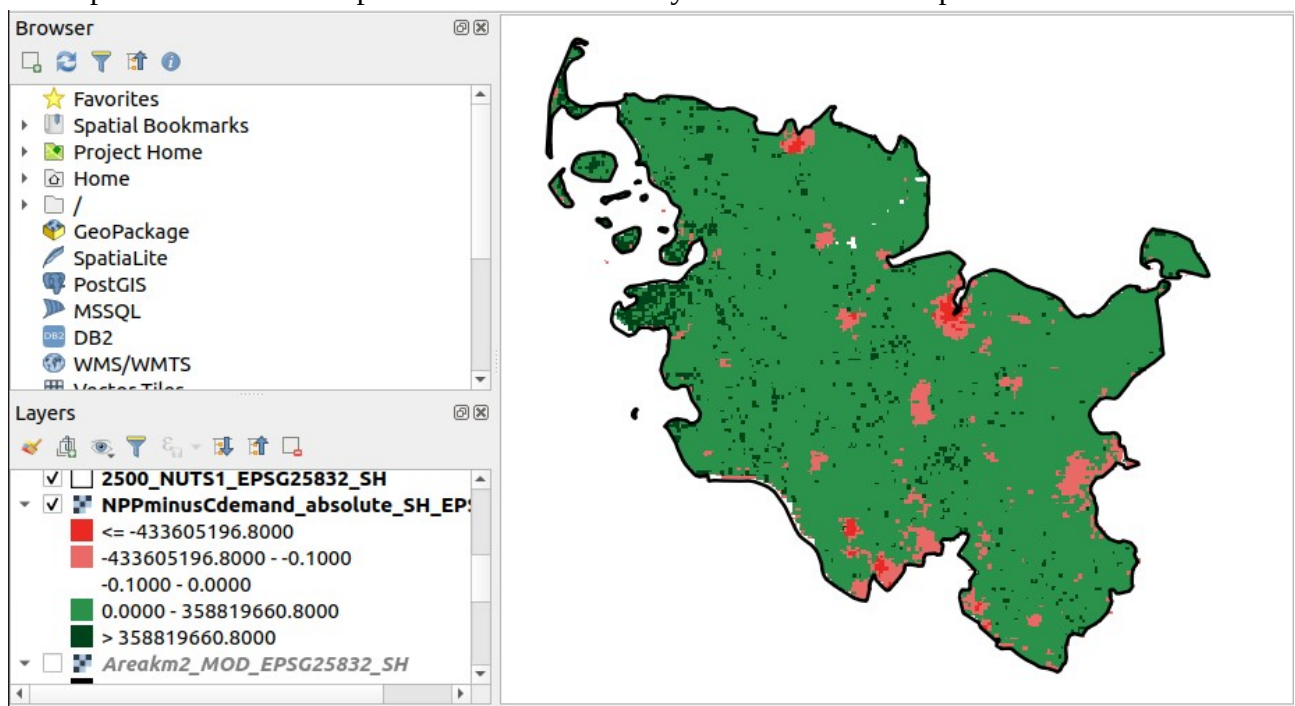 Browser
Favorites
Spatial Bookmarks
Project Home
Home
/
GeoPackage
SpatiaLite
PostGIS
MSSQL
DB2
DB2
WMS/WMTS
Layers
2500_NUTS1_EPSG25832_SH
NPPminusCdemand_absolute_SH_EP
<= -433605196.8000
-433605196.8000 - -0.1000
-0.1000 - 0.0000
0.0000 - 358819660.8000
> 358819660.8000
Areakm2_MOD_EPSG25832_SH